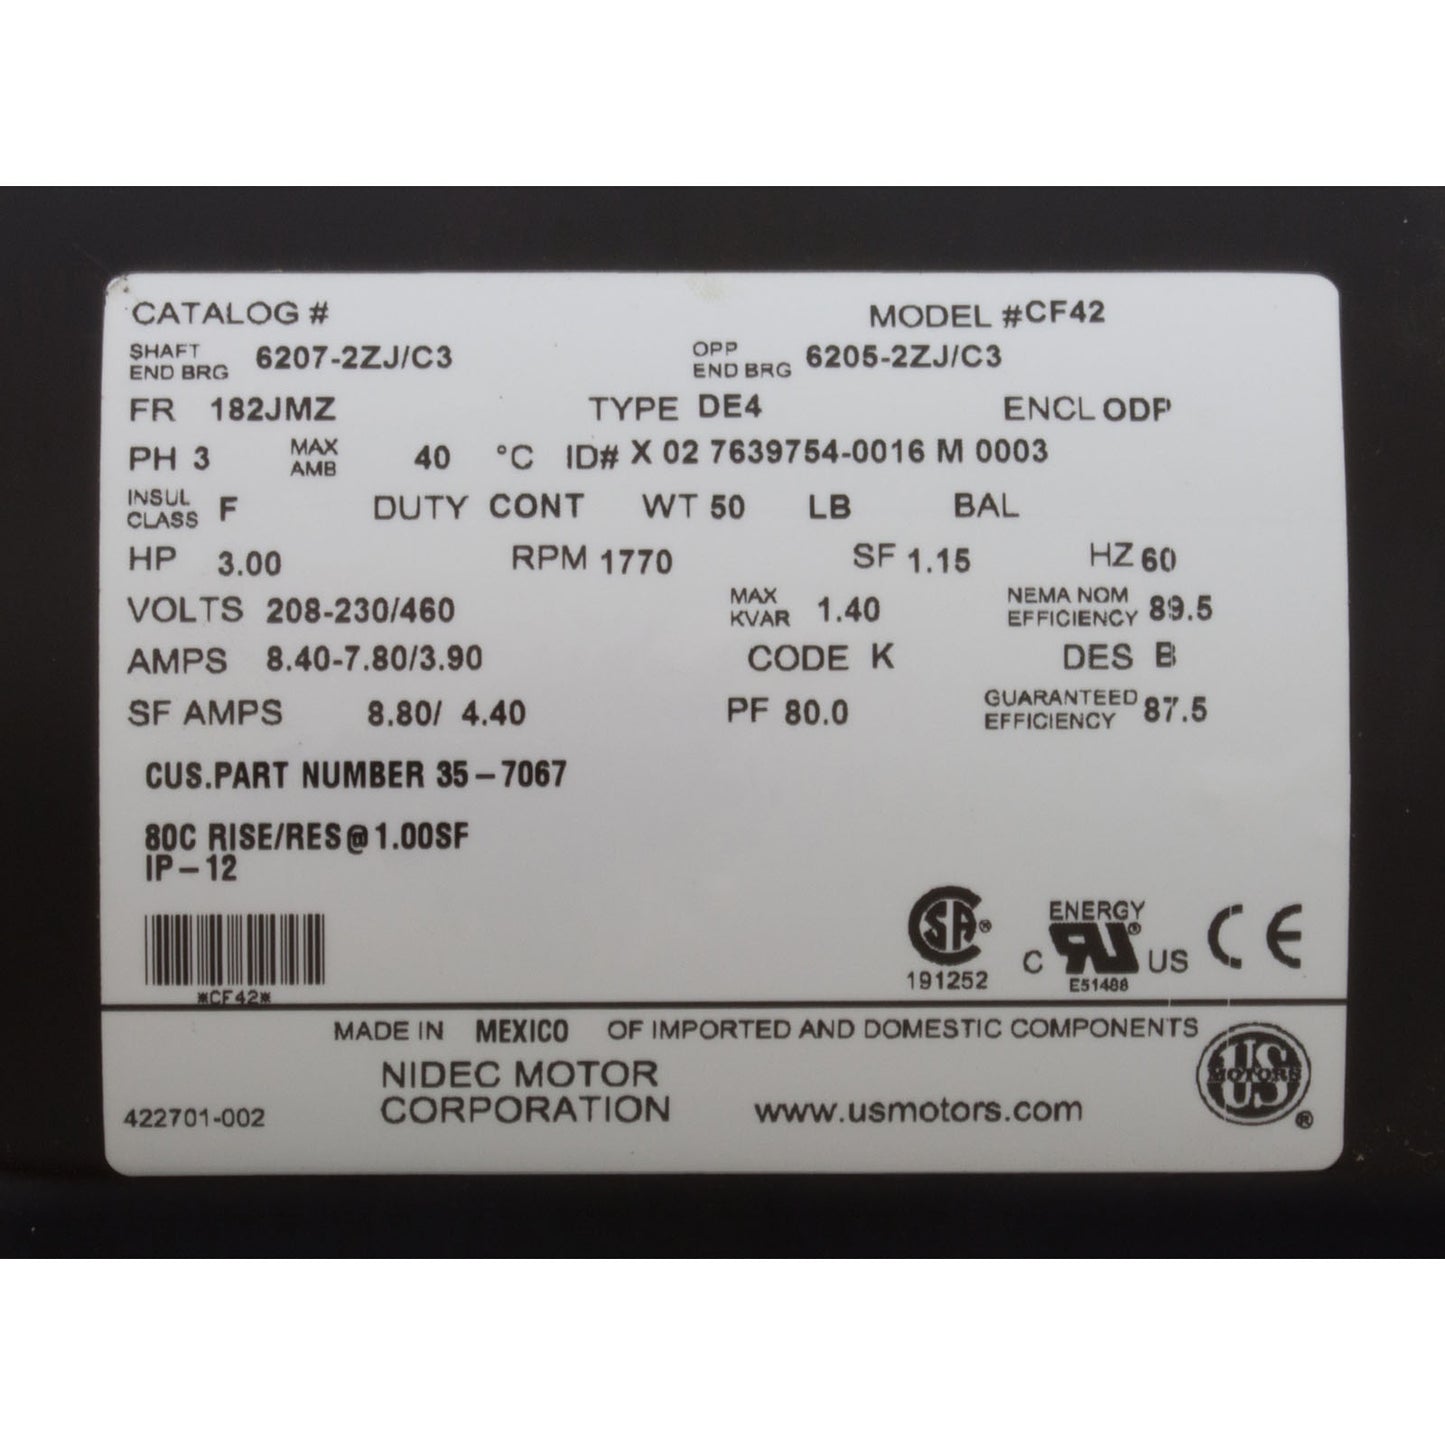 CATALOG # MODEL #CF42
SHAFT END BRG 6207-2ZJ/C3 OPP END BRG 6205-2ZJ/C3
FR 182JMZ TYPE DE4 ENCL ODP
PH 3 MAX AMB 40 °C ID# X 02 7639754-0016 M 0003
INSUL CLASS F DUTY CONT WT 50 LB BAL
HP 3.00 RPM 1770 SF 1.15 HZ 60
VOLTS 208-230/460 MAX KVAR 1.40 NEMA NOM EFFICIENCY 89.5
AMPS 8.40-7.80/3.90 CODE K DES B
SF AMPS 8.80/ 4.40 PF 80.0 GUARANTEED EFFICIENCY 87.5
CUS.PART NUMBER 35-7067
80C RISE/RES@1.00SF
IP-12
*CF42*
SA®
191252
ENERGY
C RU® US
E51488
CE
MADE IN MEXICO OF IMPORTED AND DOMESTIC COMPONENTS
NIDEC MOTOR
CORPORATION
422701-002 www.usmotors.com
US
MOTORS
US
®